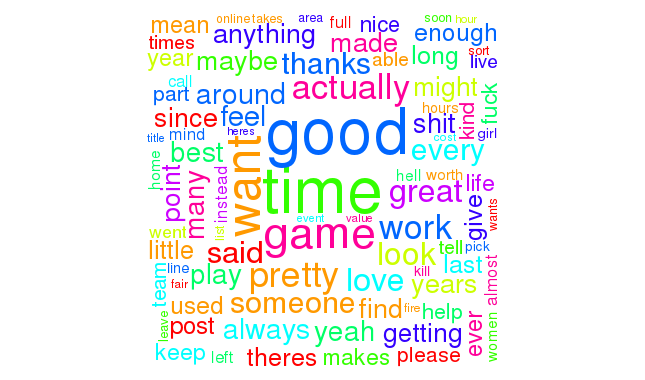 online takes area full soon hour
mean anything nice enough
times made sort
year maybe thanks able long live
call actually might
part around hours fuck
since feel shit kind girl
title mind heres good cost
best every
home point many instead want hell worth
time great life
list event value give wants
went game work
little said look tell pick
line pretty love kill last almost
fair play years
team used someone find fire help
leave post always yeah getting ever women
keep left theres makes please